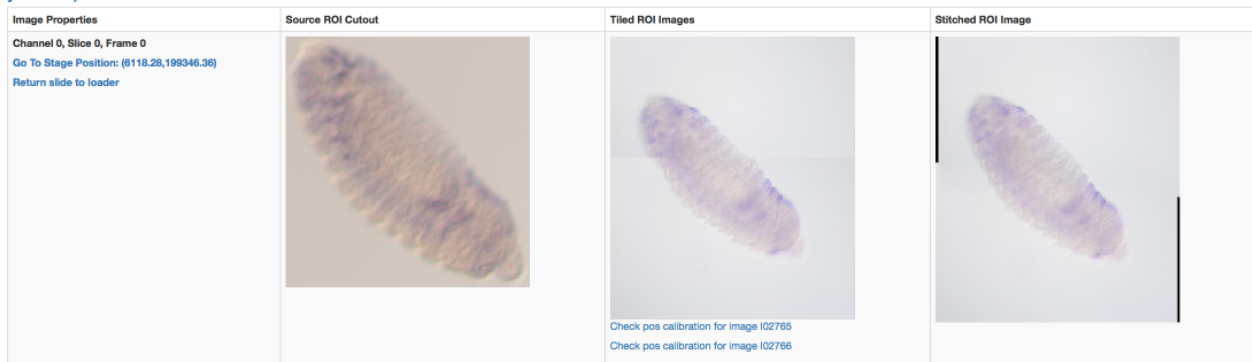 Image Properties
Source ROI Cutout
Tiled ROI Images
Stitched ROI Image
Channel 0, Slice 0, Frame 0
Go To Stage Position: (6118.28,199346.36)
Return slide to loader
Check pos calibration for image I02765
Check pos calibration for image I02766